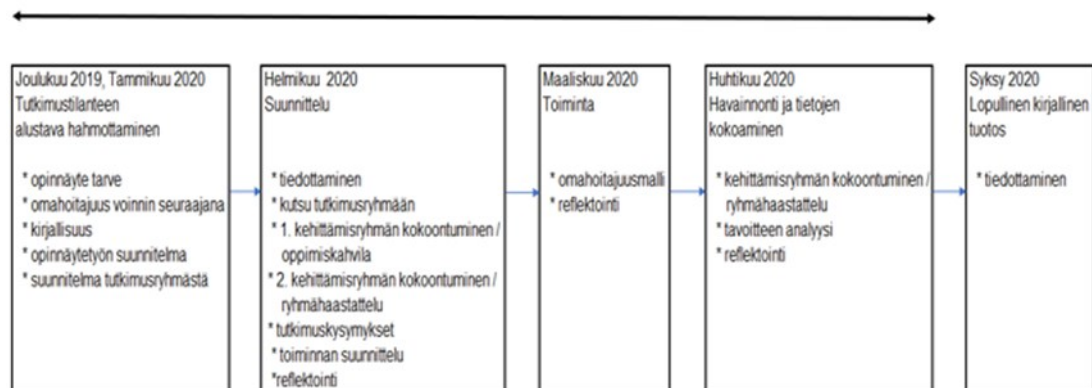 Joulukuu 2019, Tammikuu 2020
Tutkimustilanteen
alustava hahmottaminen
* opinnäyte tarve
* omahoitajuus voinnin seuraajana
* kirjallisuus
* opinnäytetyön suunnitelma
* suunnitelma tutkimusryhmästä
Helmikuu 2020
Suunnittelu
* tiedottaminen
* kutsu tutkimusryhmään
* 1. kehittämisryhmän kokoontuminen /
oppimiskahvila
* 2. kehittämisryhmän kokoontuminen /
ryhmähaastattelu
* tutkimuskysymykset
* toiminnan suunnittelu
*reflektointi
Maaliskuu 2020
Toiminta
* omahoitajuusmalli
* reflektointi
Huhtikuu 2020
Havainnonti ja tietojen
kokoaminen
* kehittämisryhmän kokoontuminen /
ryhmähaastattelu
* tavoitteen analyysi
* reflektointi
Syksy 2020
Lopullinen kirjallinen
tuotos
* tiedottaminen